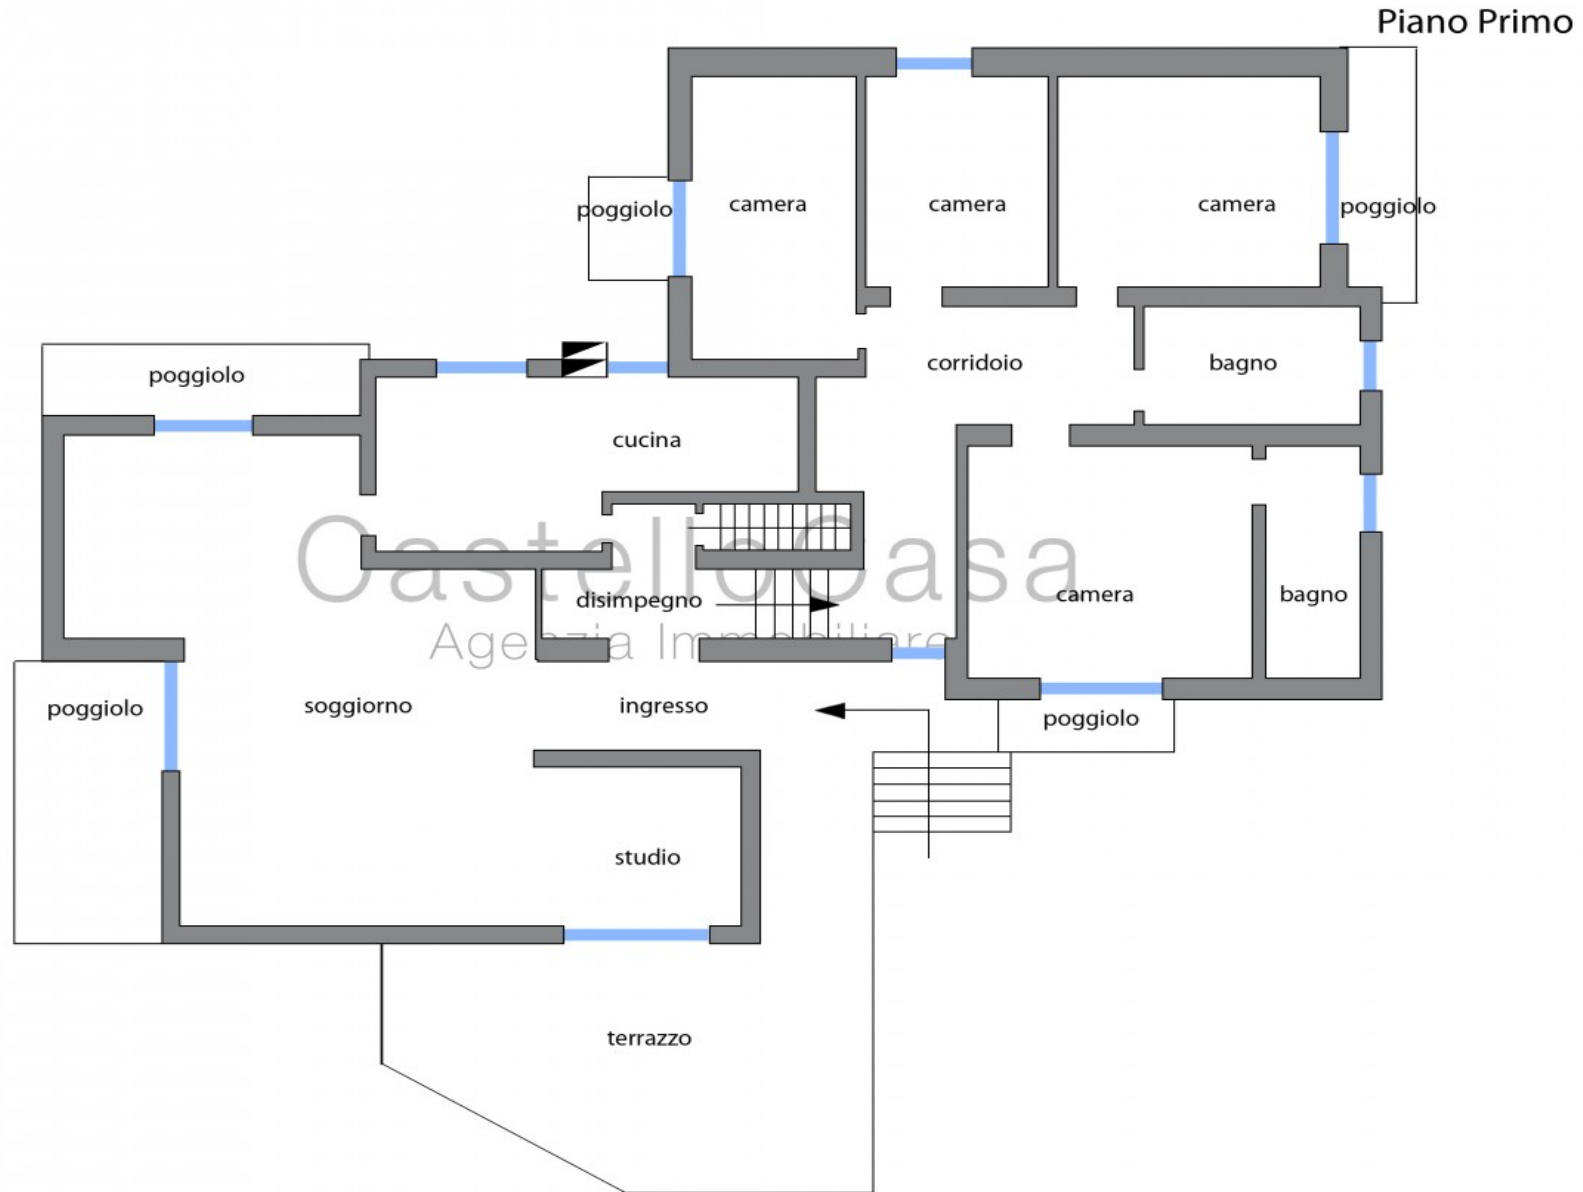 Piano Primo
poggiolo
camera
camera
camera
poggiolo
poggiolo
corridoio
bagno
cucina
CastelloCasa
Agenzia Immobiliare
disimpegno
camera
bagno
poggiolo
soggiorno
ingresso
poggiolo
studio
terrazzo